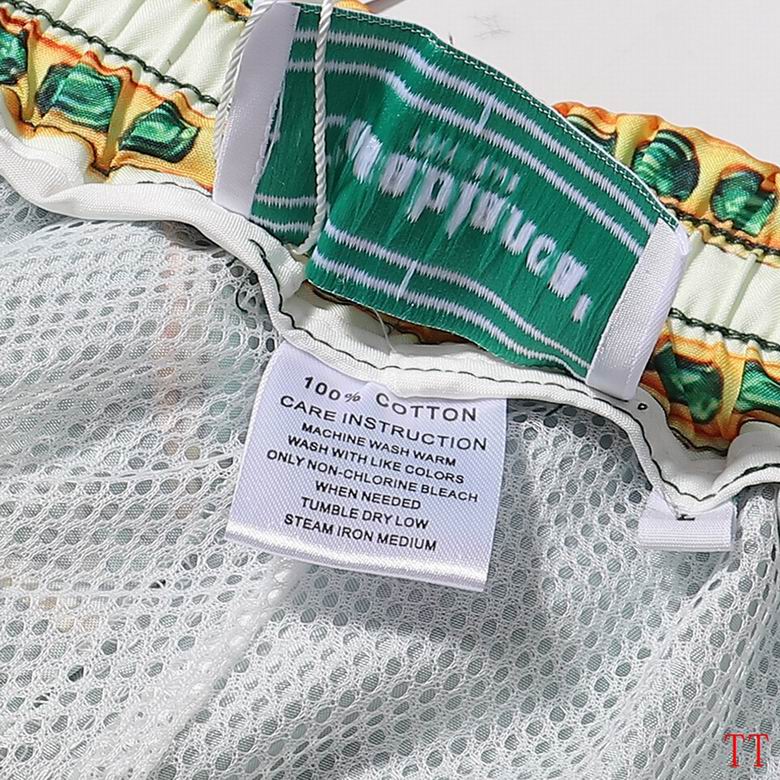 100% COTTON
CARE INSTRUCTION
MACHINE WASH WARM
WASH WITH LIKE COLORS
ONLY NON-CHLORINE BLEACH
WHEN NEEDED
TUMBLE DRY LOW
STEAM IRON MEDIUM
TT